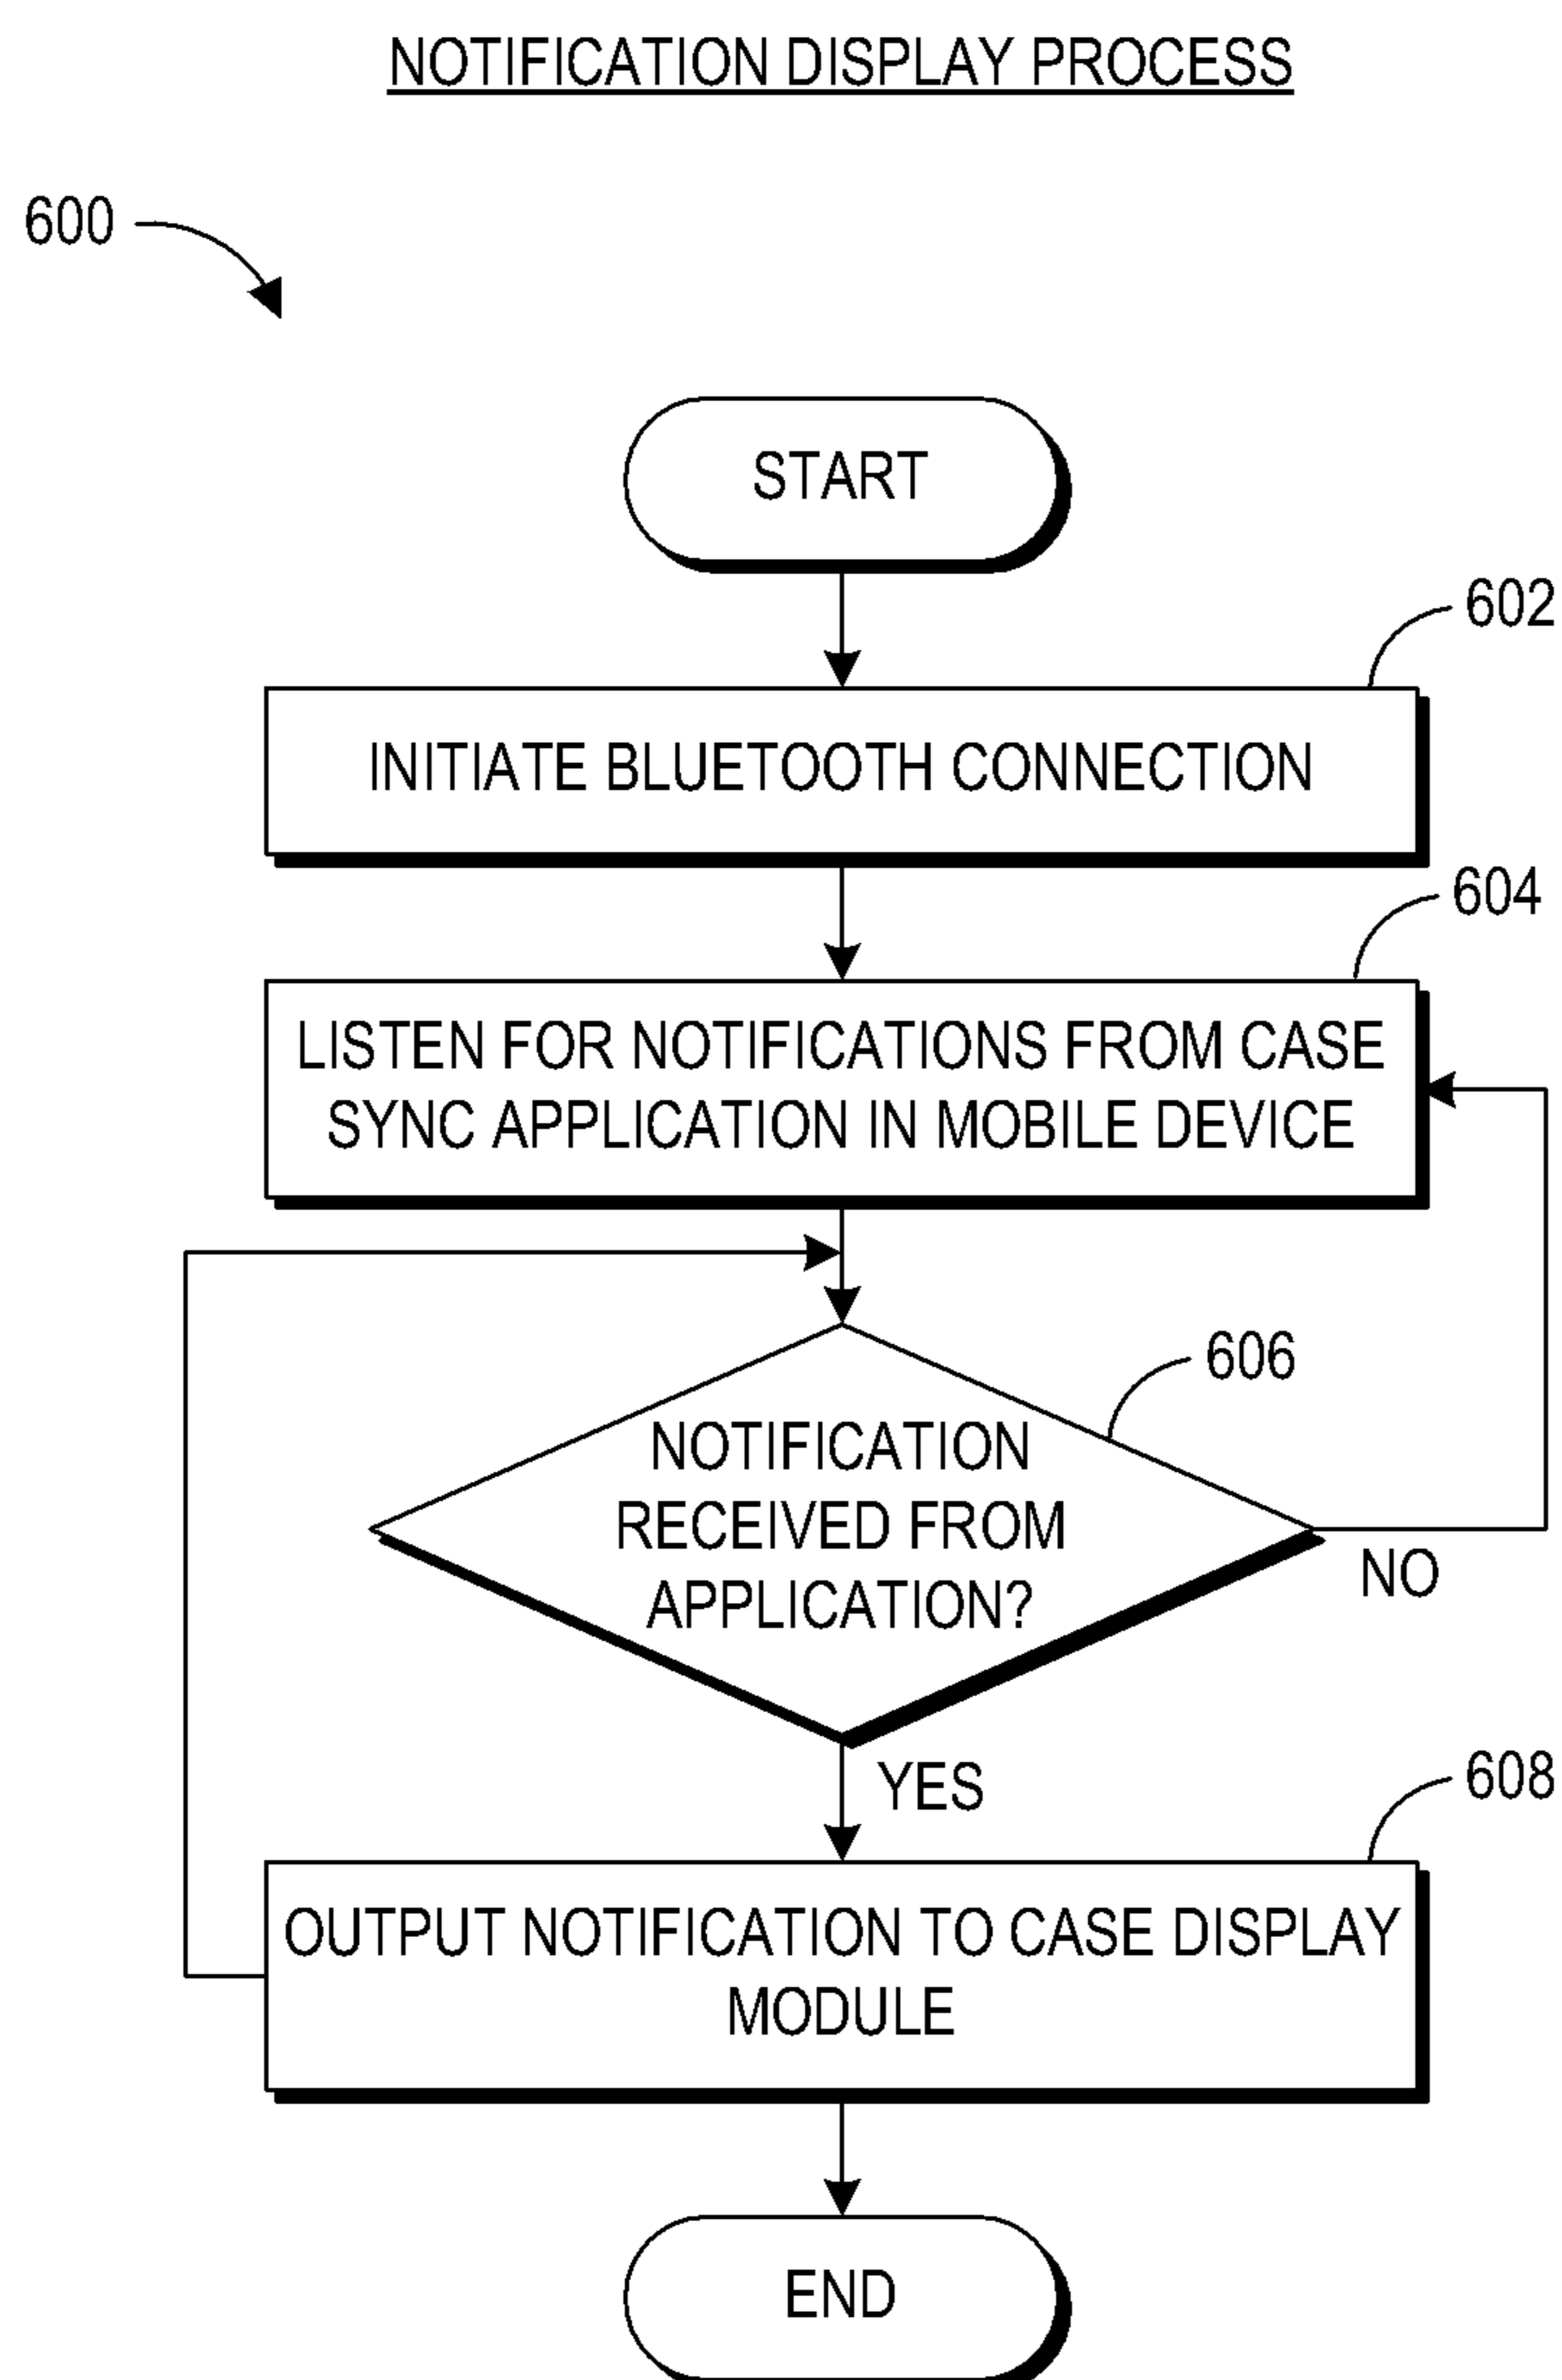 NOTIFICATION DISPLAY PROCESS
600
START
602
INITIATE BLUETOOTH CONNECTION
604
LISTEN FOR NOTIFICATIONS FROM CASE
SYNC APPLICATION IN MOBILE DEVICE
606
NOTIFICATION
RECEIVED FROM
APPLICATION?
NO
YES
608
OUTPUT NOTIFICATION TO CASE DISPLAY
MODULE
END